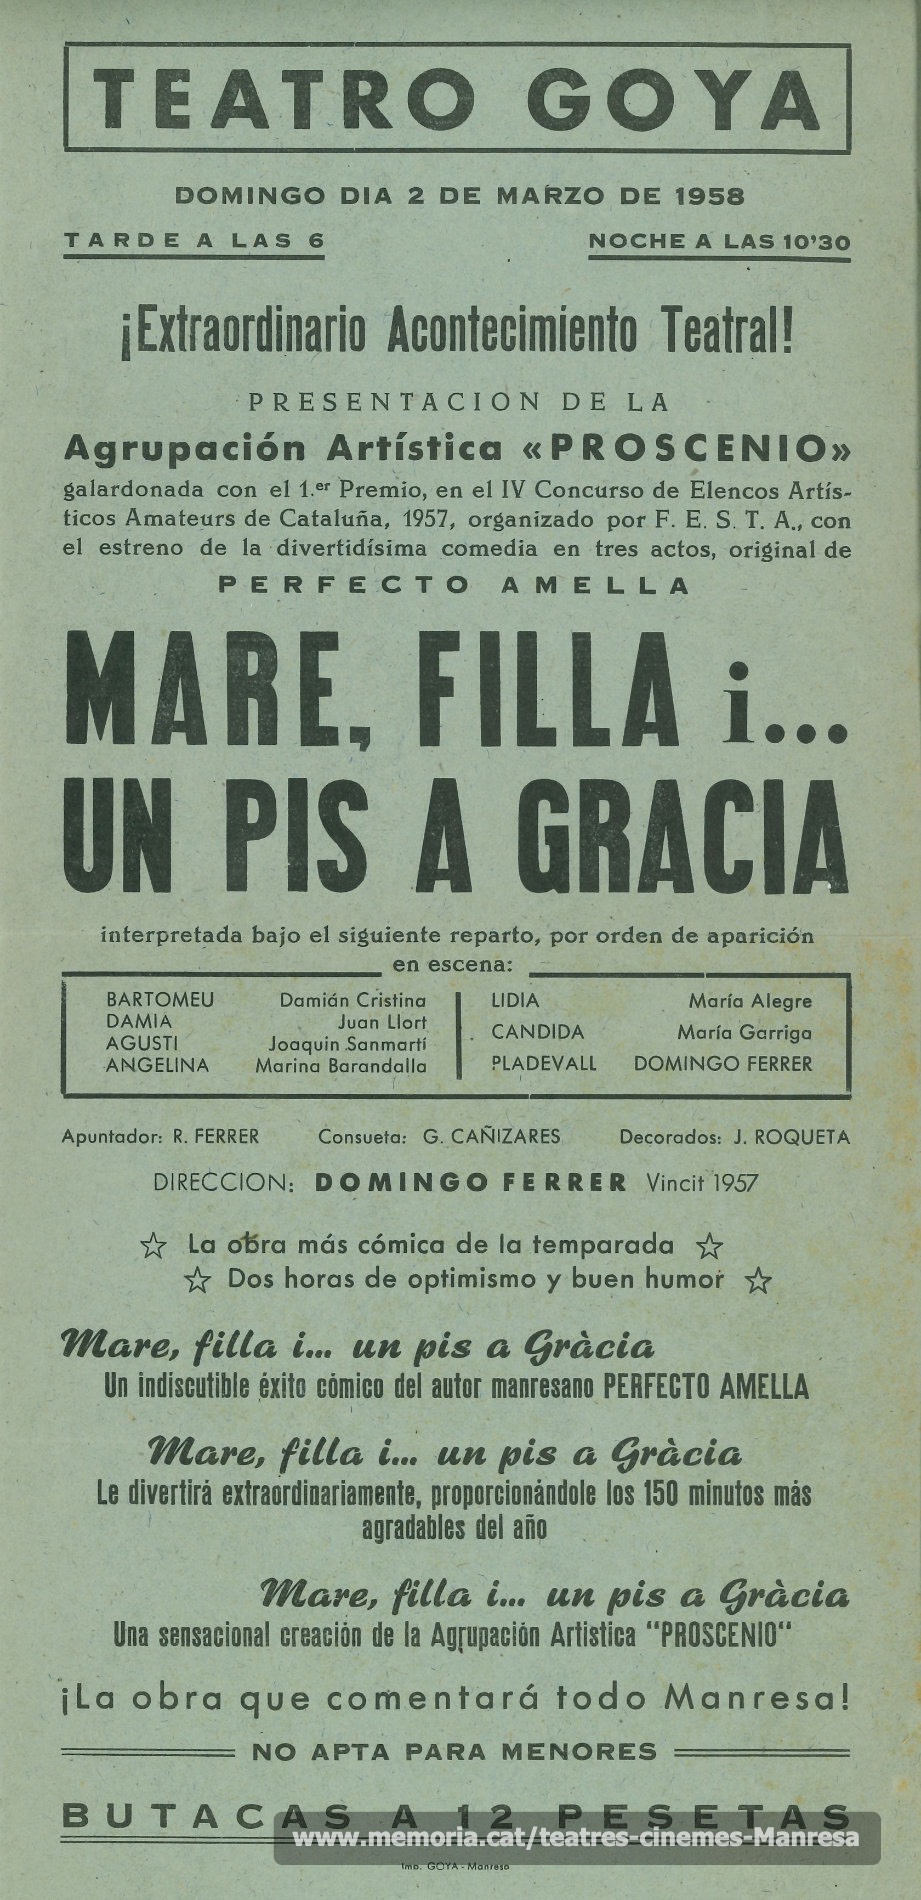 TEATRO GOYA
DOMINGO DIA 2 DE MARZO DE 1958
TARDE A LAS 6 NOCHE A LAS 10'30
¡Extraordinario Acontecimiento Teatral!
PRESENTACION DE LA
Agrupación Artística «PROSCENIO»
galardonada con el 1.er Premio, en el IV Concurso de Elencos Artís-
ticos Amateurs de Cataluña, 1957, organizado por F. E. S. T. A., con
el estreno de la divertidísima comedia en tres actos, original de
PERFECTO AMELLA
MARE, FILLA i...
UN PIS A GRACIA
interpretada bajo el siguiente reparto, por orden de aparición
en escena:
BARTOMEU Damián Cristina
DAMIA Juan Llort
AGUSTI Joaquin Sanmartí
ANGELINA Marina Barandalla
LIDIA María Alegre
CANDIDA María Garriga
PLADEVALL DOMINGO FERRER
Apuntador: R. FERRER Consueta: G. CAÑIZARES Decorados: J. ROQUETA
DIRECCION: DOMINGO FERRER Vincit 1957
☆ La obra más cómica de la temparada ☆
☆ Dos horas de optimismo y buen humor ☆
Mare, filla i... un pis a Gràcia
Un indiscutible éxito cómico del autor manresano PERFECTO AMELLA
Mare, filla i... un pis a Gràcia
Le divertirá extraordinariamente, proporcionándole los 150 minutos más
agradables del año
Mare, filla i... un pis a Gràcia
Una sensacional creación de la Agrupación Artistica "PROSCENIO"
¡La obra que comentará todo Manresa!
NO APTA PARA MENORES
BUTACAS A 12 PESETAS
www.memoria.cat/teatres-cinemes-Manresa
Imp. GOYA - Manresa